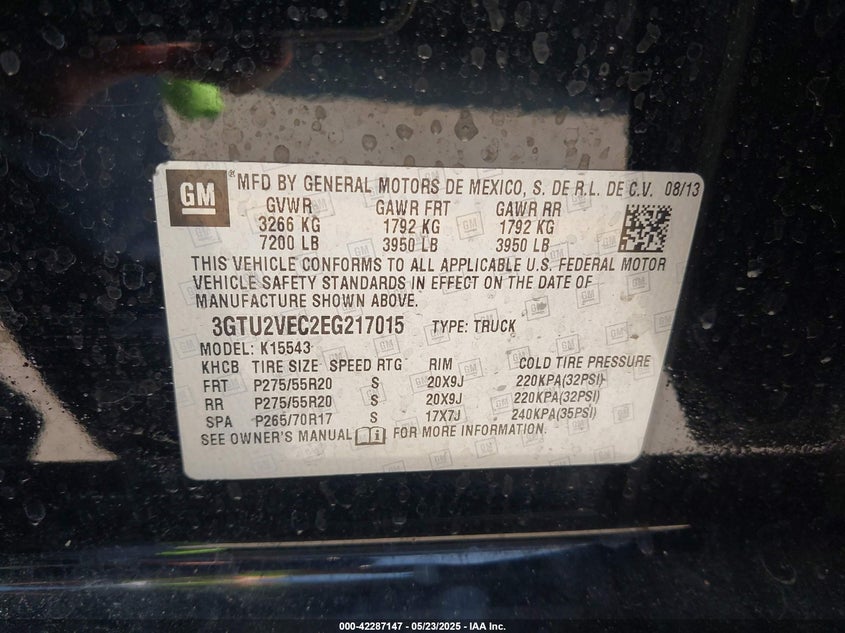 GM ® MFD BY GENERAL MOTORS DE MEXICO, S. DE R.L. DE C.V. 08/13
GVWR GAWR FRT GAWR RR
3266 KG 1792 KG 1792 KG
7200 LB 3950 LB 3950 LB
THIS VEHICLE CONFORMS TO ALL APPLICABLE U.S. FEDERAL MOTOR
VEHICLE SAFETY STANDARDS IN EFFECT ON THE DATE OF
MANUFACTURE SHOWN ABOVE.
3GTU2VEC2EG217015 TYPE: TRUCK
MODEL: K15543
KHCB TIRE SIZE SPEED RTG RIM COLD TIRE PRESSURE
FRT P275/55R20 S 20X9J 220KPA(32PSI)
RR P275/55R20 S 20X9J 220KPA(32PSI)
SPA P265/70R17 S 17X7J 240KPA(35PSI)
SEE OWNER'S MANUAL FOR MORE INFORMATION.
000-42287147 - 05/23/2025 - IAA Inc.